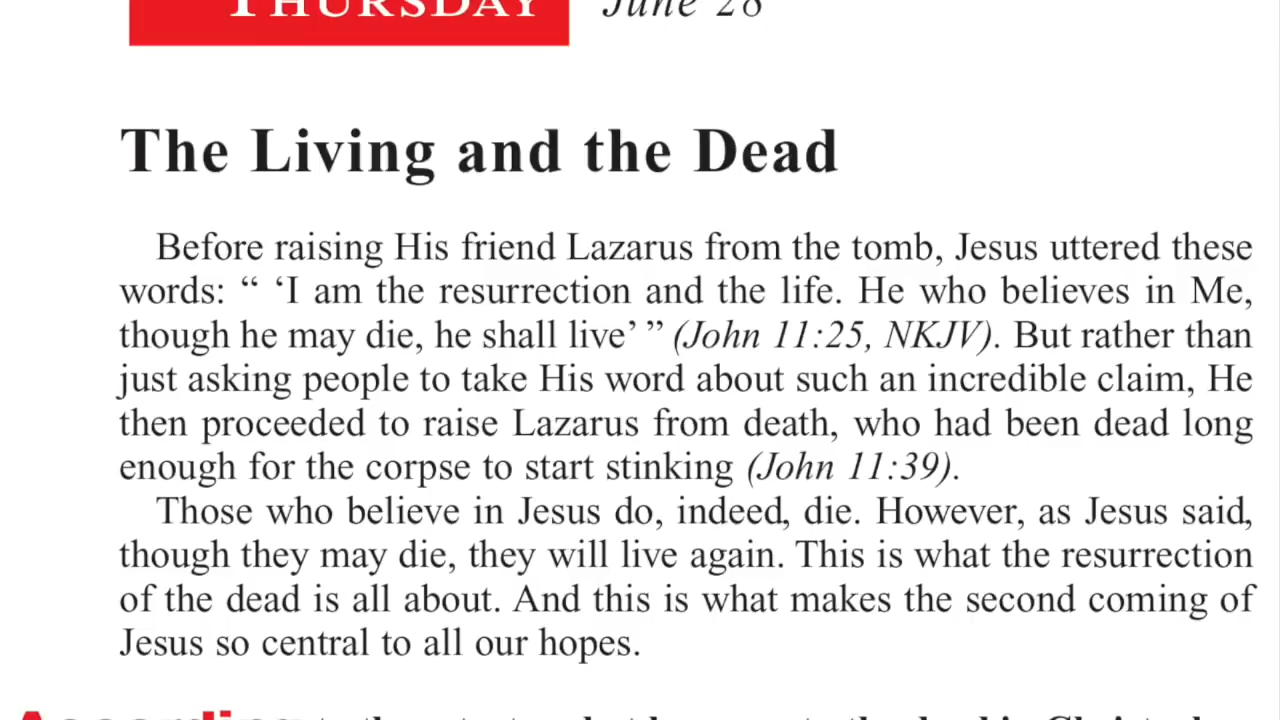 THURSDAY June 28
The Living and the Dead
Before raising His friend Lazarus from the tomb, Jesus uttered these
words: “ ‘I am the resurrection and the life. He who believes in Me,
though he may die, he shall live’ ” (John 11:25, NKJV). But rather than
just asking people to take His word about such an incredible claim, He
then proceeded to raise Lazarus from death, who had been dead long
enough for the corpse to start stinking (John 11:39).
Those who believe in Jesus do, indeed, die. However, as Jesus said,
though they may die, they will live again. This is what the resurrection
of the dead is all about. And this is what makes the second coming of
Jesus so central to all our hopes.
According